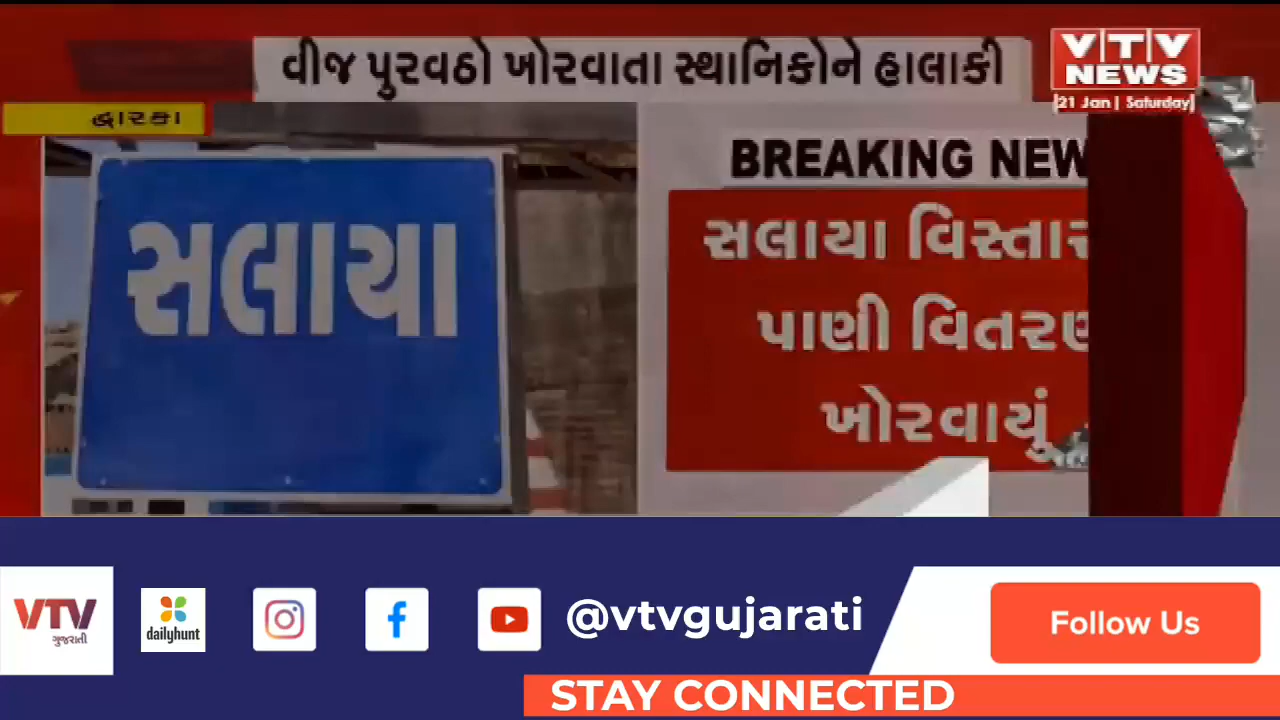 વીજ પુરવઠો ખોરવાતા સ્થાનિકોને હાલાકી
VTV
NEWS
21 Jan | Saturday
દ્વારકા
સલાયા
BREAKING NEW
સલાયા વિસ્તાર
પાણી વિતરણ
ખોરવાયું
VTV
ગુજરાતી
dailyhunt
@vtvgujarati
Follow Us
STAY CONNECTED